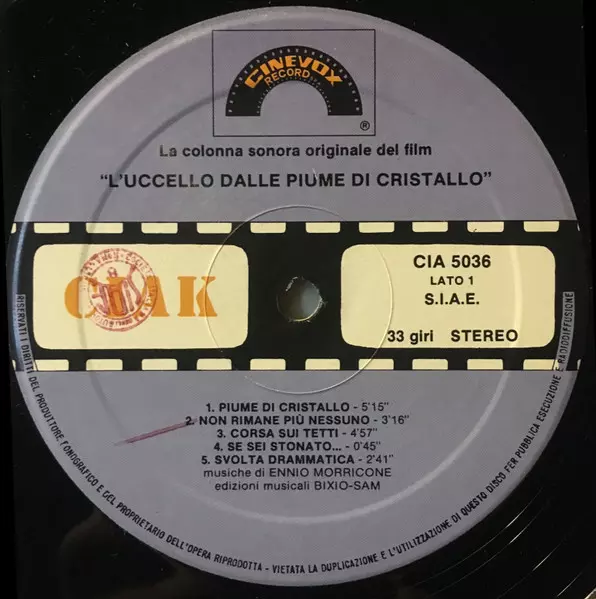 CINEVOX
RECORD
®
La colonna sonora originale del film
"L'UCCELLO DALLE PIUME DI CRISTALLO"
CIAK
CIA 5036
LATO 1
S.I.A.E.
33 giri STEREO
1. PIUME DI CRISTALLO - 5'15"
2. NON RIMANE PIÙ NESSUNO - 3'16"
3. CORSA SUI TETTI - 4'57"
4. SE SEI STONATO... - 0'45"
5. SVOLTA DRAMMATICA - 2'41"
musiche di ENNIO MORRICONE
edizioni musicali BIXIO-SAM
RISERVATI I DIRITTI DEL PRODUTTORE FONOGRAFICO E DEL PROPRIETARIO DELL'OPERA RIPRODOTTA - VIETATA LA DUPLICAZIONE E L'UTILIZZAZIONE DI QUESTO DISCO PER PUBBLICA ESECUZIONE E RADIODIFFUSIONE